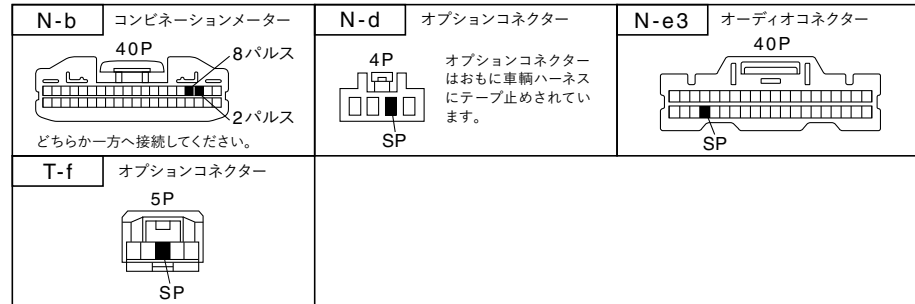 N-b
コンビネーションメーター
40P
8パルス
2パルス
どちらか一方へ接続してください。
N-d
オプションコネクター
4P
オプションコネクター
はおもに車輌ハーネス
にテープ止めされてい
ます。
SP
N-e3
オーディオコネクター
40P
SP
T-f
オプションコネクター
5P
SP